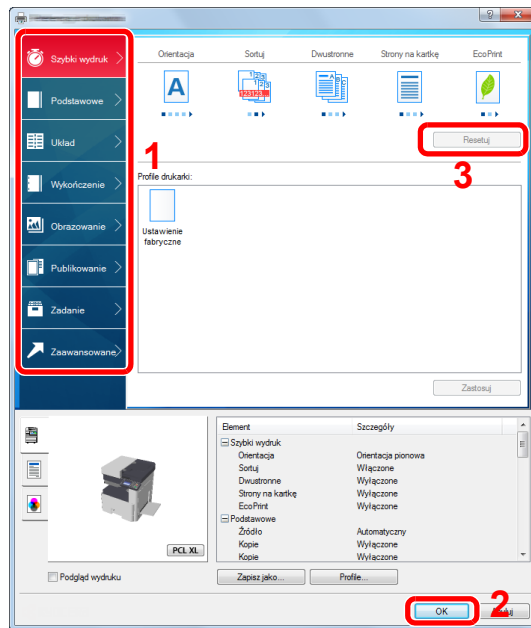 Szybki wydruk
Podstawowe
Układ
Wykończenie
Obrazowanie
Publikowanie
Zadanie
Zaawansowane
1
Orientacja Sortuj Dwustronne Strony na kartkę EcoPrint
A
123
123123...
A B C
Resetuj
3
Profile drukarki:
Ustawienie
fabryczne
Zastosuj
Element Szczegóły
Szybki wydruk
Orientacja Orientacja pionowa
Sortuj Włączone
Dwustronne Wyłączone
Strony na kartkę Wyłączone
EcoPrint Wyłączone
Podstawowe
Źródło Automatyczny
Kopie Wyłączone
Kopie Wyłączone
PCL XL
Podgląd wydruku
Zapisz jako... Profile...
OK
2